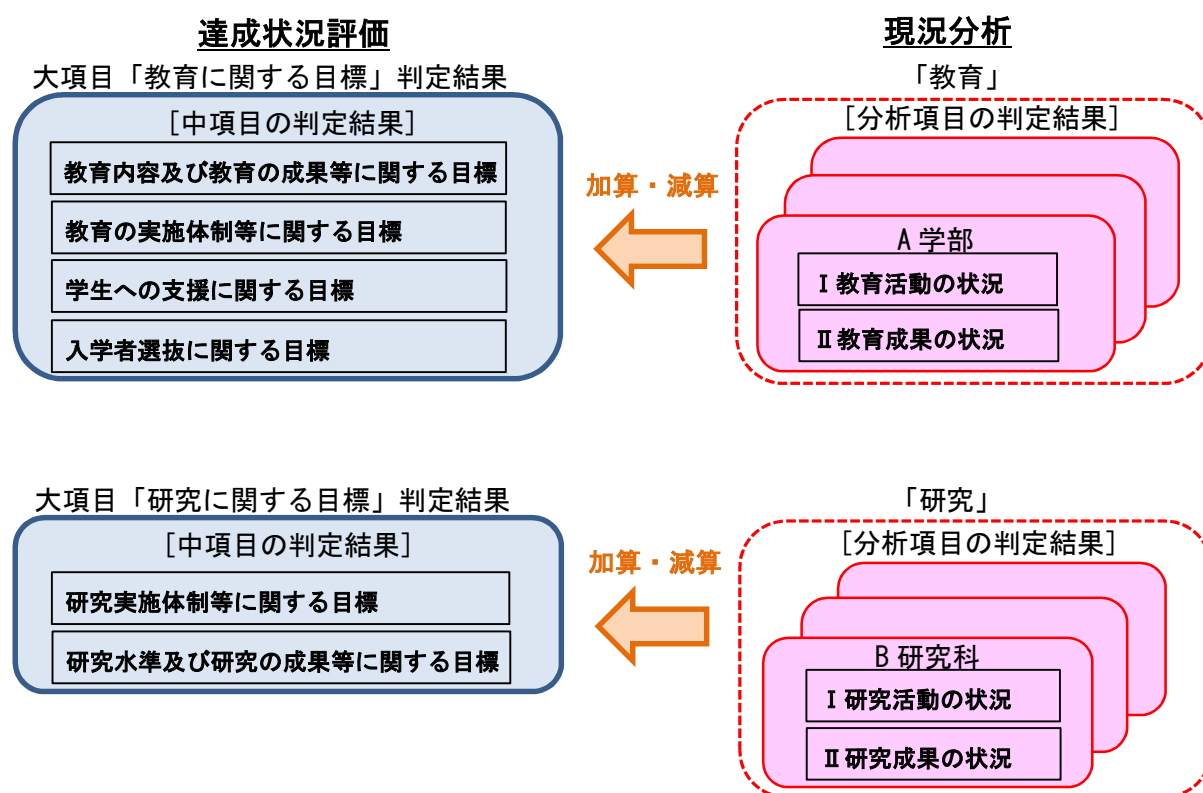 達成状況評価
大項目「教育に関する目標」判定結果
[中項目の判定結果]
教育内容及び教育の成果等に関する目標
教育の実施体制等に関する目標
学生への支援に関する目標
入学者選抜に関する目標
加算・減算
現況分析
「教育」
[分析項目の判定結果]
A 学部
Ⅰ教育活動の状況
Ⅱ教育成果の状況
大項目「研究に関する目標」判定結果
[中項目の判定結果]
研究実施体制等に関する目標
研究水準及び研究の成果等に関する目標
加算・減算
「研究」
[分析項目の判定結果]
B 研究科
Ⅰ研究活動の状況
Ⅱ研究成果の状況